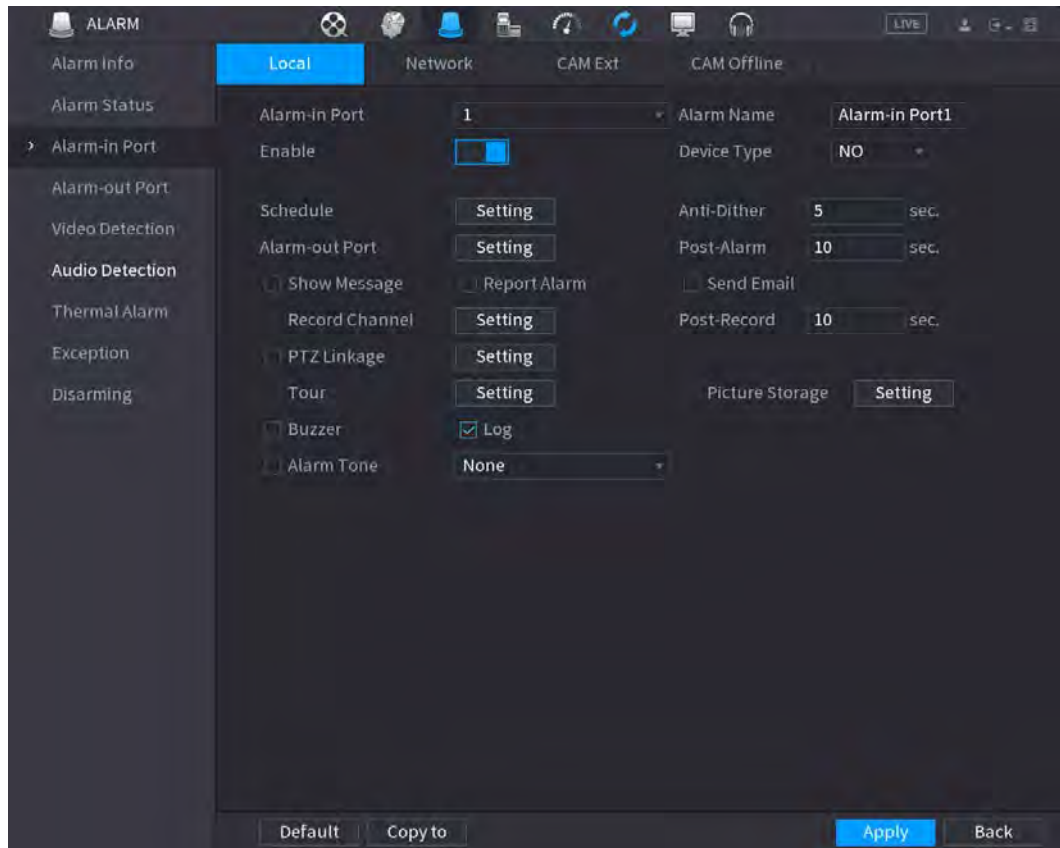 ALARM LIVE
Alarm Info
Alarm Status
Alarm-in Port
Alarm-out Port
Video Detection
Audio Detection
Thermal Alarm
Exception
Disarming
Local Network CAM Ext CAM Offline
Alarm-in Port 1 Alarm Name Alarm-in Port1
Enable Device Type NO
Schedule Setting Anti-Dither 5 sec.
Alarm-out Port Setting Post-Alarm 10 sec.
Show Message Report Alarm Send Email
Record Channel Setting Post-Record 10 sec.
PTZ Linkage Setting
Tour Setting Picture Storage Setting
Buzzer Log
Alarm Tone None
Default Copy to Apply Back